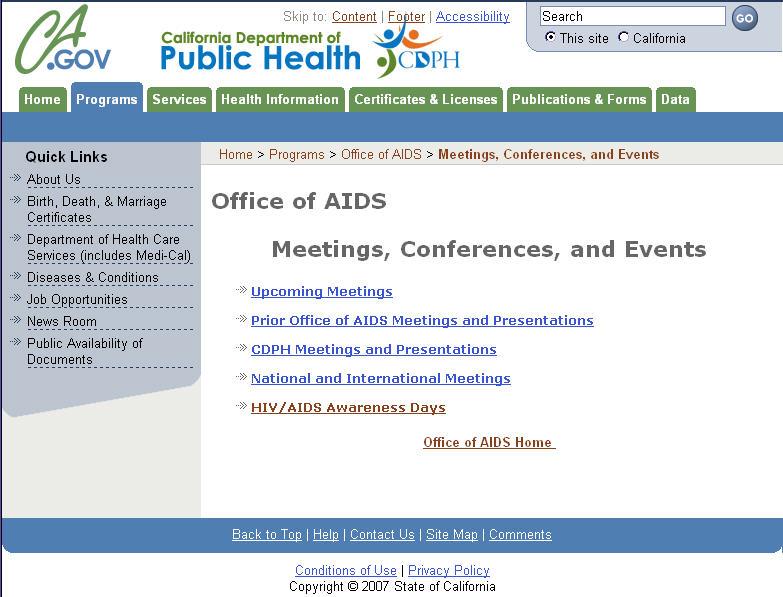 Skip to: Content | Footer | Accessibility
CA
.GOV
California Department of
Public Health
CDPH
Search
GO
This site California
Home Programs Services Health Information Certificates & Licenses Publications & Forms Data
Quick Links
About Us
Birth, Death, & Marriage
Certificates
Department of Health Care
Services (includes Medi-Cal)
Diseases & Conditions
Job Opportunities
News Room
Public Availability of
Documents
Home > Programs > Office of AIDS > Meetings, Conferences, and Events
Office of AIDS
Meetings, Conferences, and Events
Upcoming Meetings
Prior Office of AIDS Meetings and Presentations
CDPH Meetings and Presentations
National and International Meetings
HIV/AIDS Awareness Days
Office of AIDS Home
Back to Top | Help | Contact Us | Site Map | Comments
Conditions of Use | Privacy Policy
Copyright © 2007 State of California